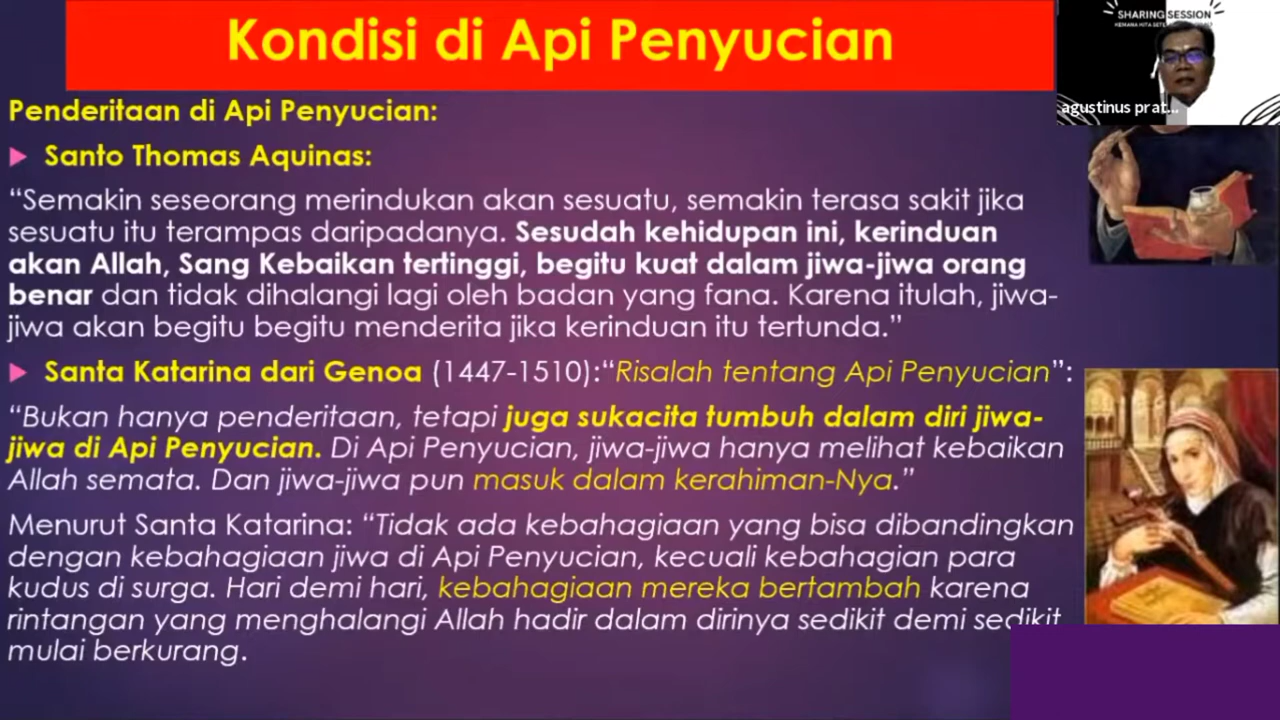 Kondisi di Api Penyucian
SHARING SESSION
agustinus prat...
Penderitaan di Api Penyucian:
Santo Thomas Aquinas:
“Semakin seseorang merindukan akan sesuatu, semakin terasa sakit jika
sesuatu itu terampas daripadanya. Sesudah kehidupan ini, kerinduan
akan Allah, Sang Kebaikan tertinggi, begitu kuat dalam jiwa-jiwa orang
benar dan tidak dihalangi lagi oleh badan yang fana. Karena itulah, jiwa-
jiwa akan begitu begitu menderita jika kerinduan itu tertunda.”
Santa Katarina dari Genoa (1447-1510):“Risalah tentang Api Penyucian”:
“Bukan hanya penderitaan, tetapi juga sukacita tumbuh dalam diri jiwa-
jiwa di Api Penyucian. Di Api Penyucian, jiwa-jiwa hanya melihat kebaikan
Allah semata. Dan jiwa-jiwa pun masuk dalam kerahiman-Nya.”
Menurut Santa Katarina: “Tidak ada kebahagiaan yang bisa dibandingkan
dengan kebahagiaan jiwa di Api Penyucian, kecuali kebahagian para
kudus di surga. Hari demi hari, kebahagiaan mereka bertambah karena
rintangan yang menghalangi Allah hadir dalam dirinya sedikit demi sedikit
mulai berkurang.